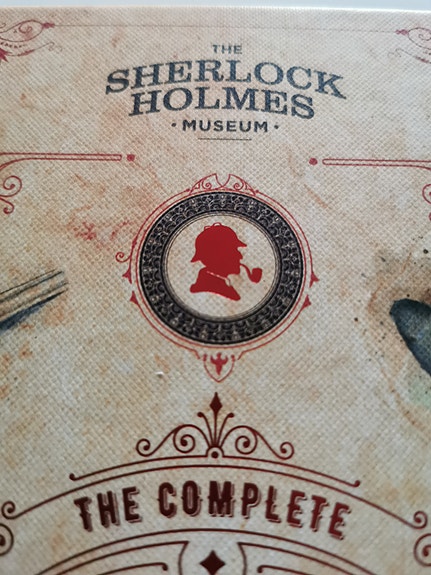 THE
SHERLOCK
HOLMES
• MUSEUM •
THE COMPLETE